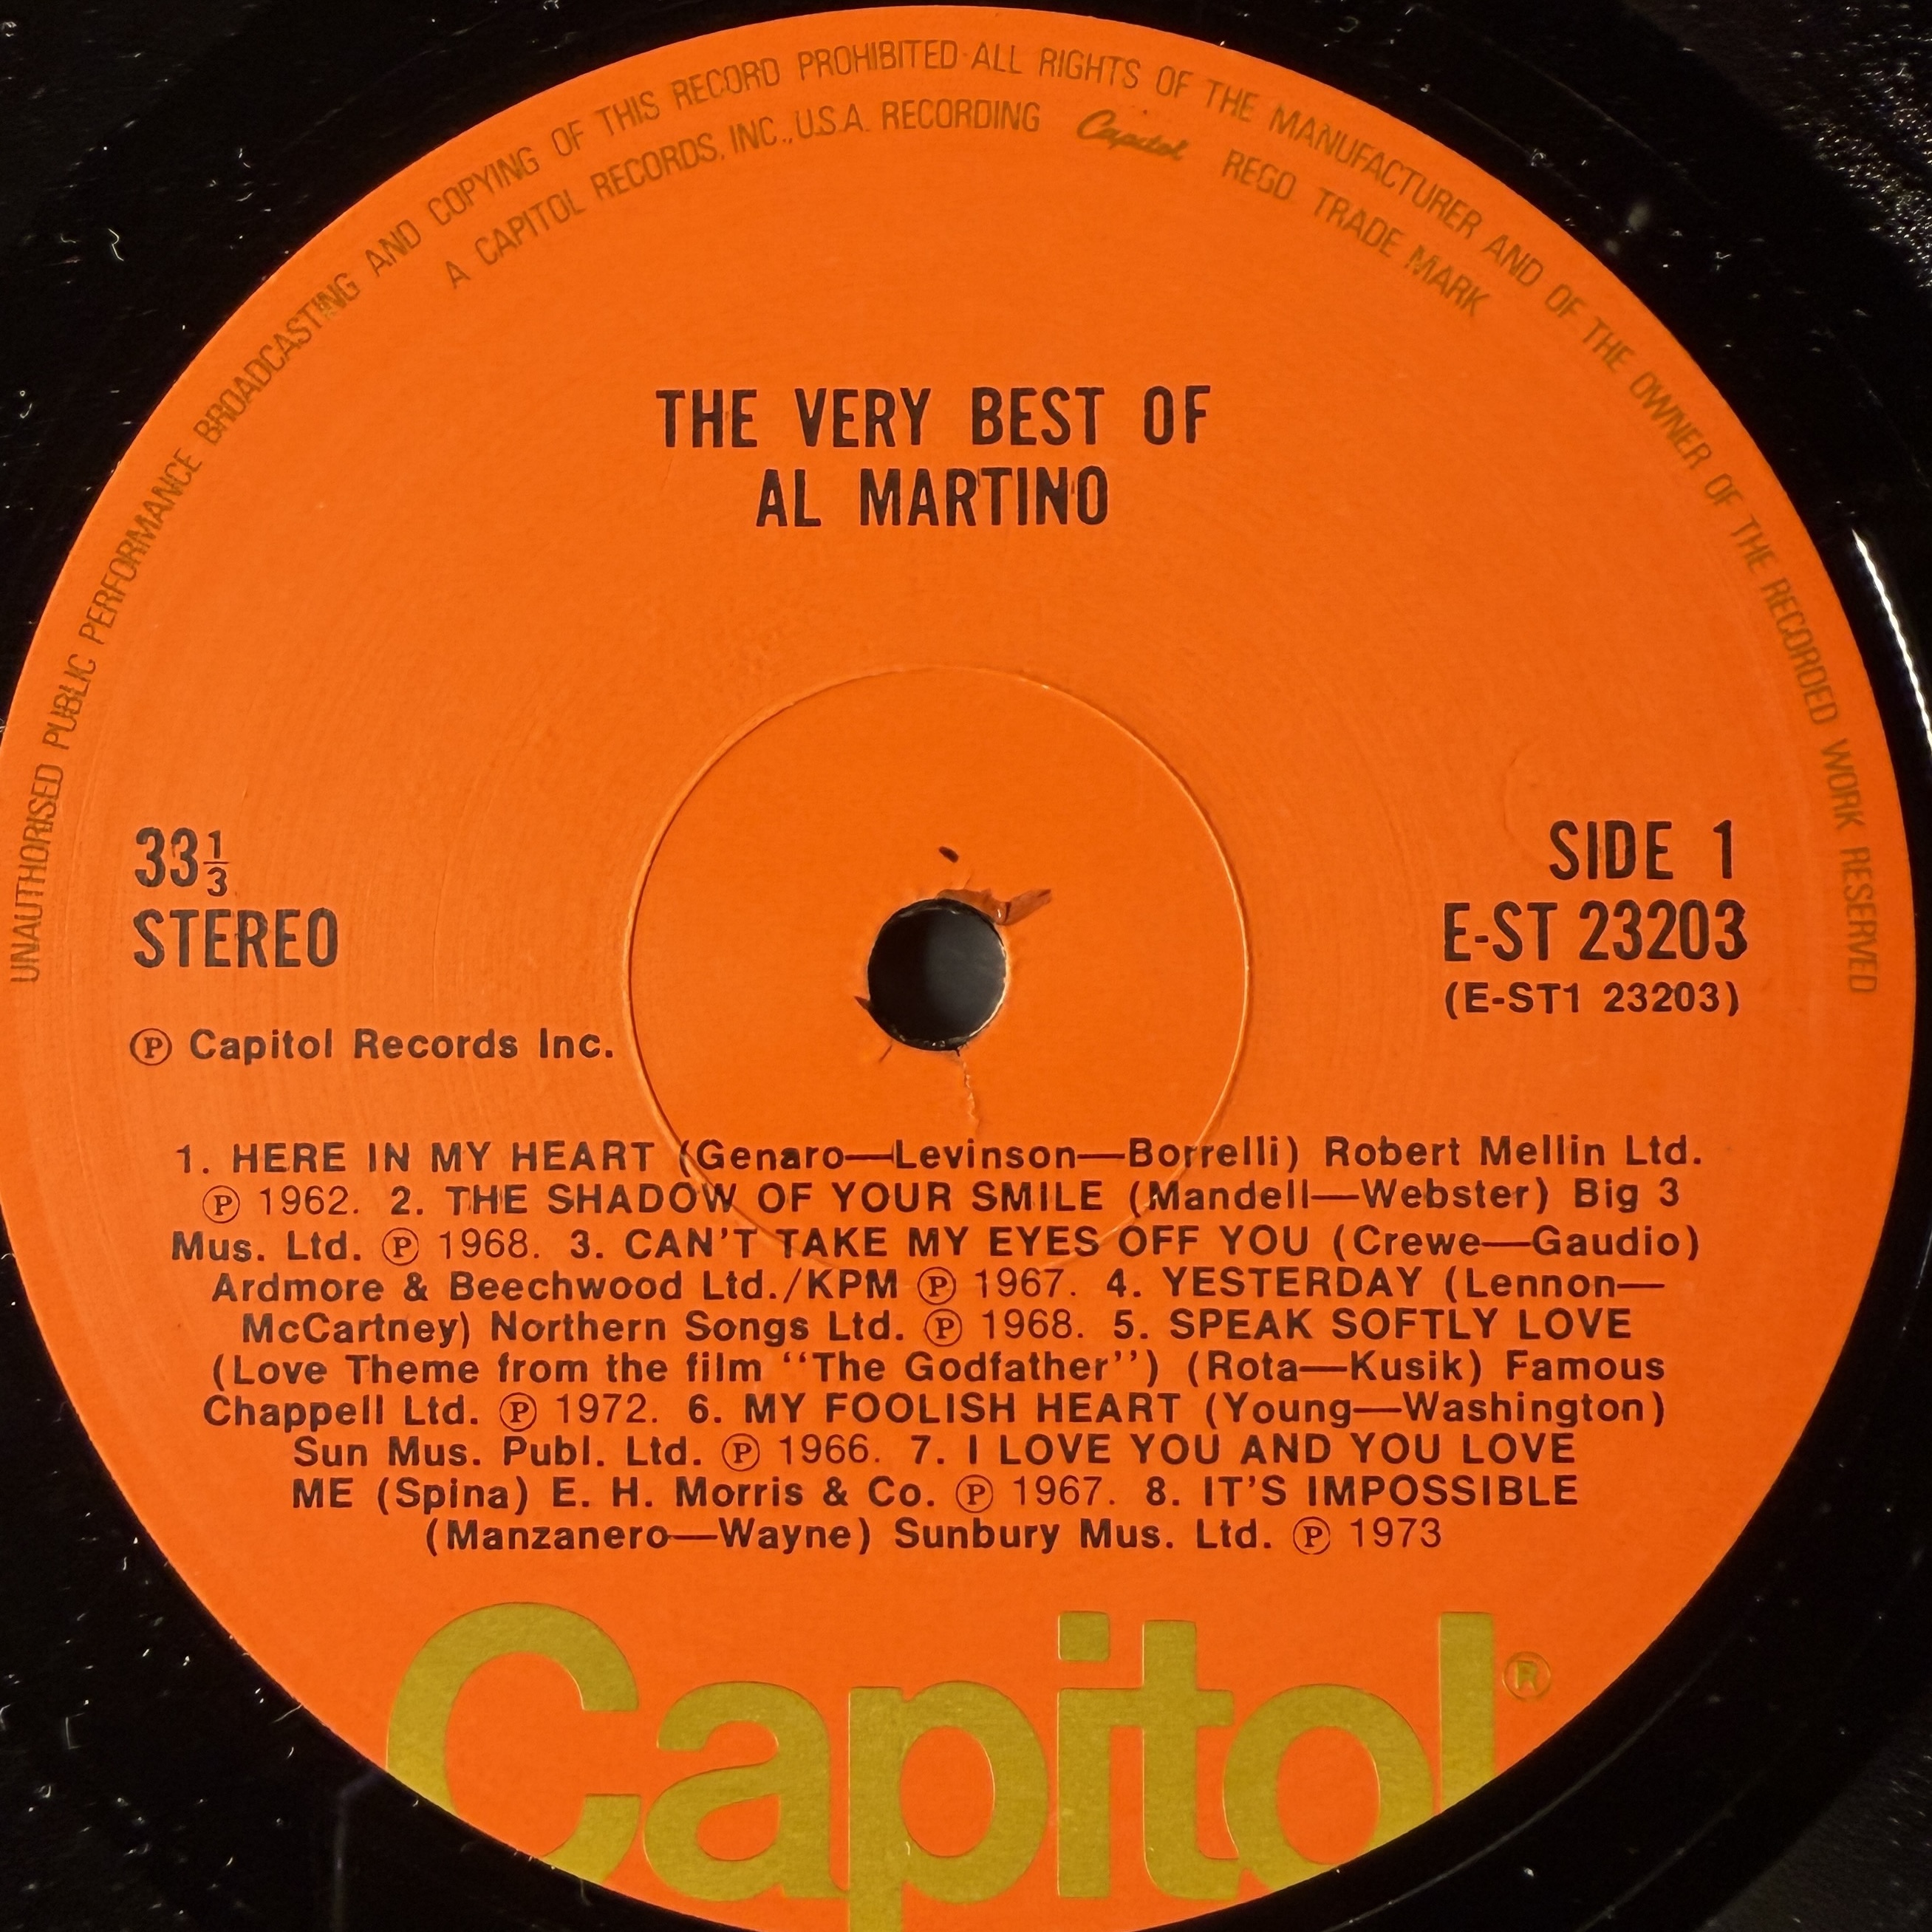 UNAUTHORISED PUBLIC PERFORMANCE BROADCASTING AND COPYING OF THIS RECORD PROHIBITED·ALL RIGHTS OF THE MANUFACTURER AND OF THE OWNER OF THE RECORDED WORK RESERVED
A CAPITOL RECORDS, INC., U.S.A. RECORDING Capitol REGD. TRADE MARK
THE VERY BEST OF
AL MARTINO
33⅓
STEREO
Ⓟ Capitol Records Inc.
SIDE 1
E-ST 23203
(E-ST1 23203)
1. HERE IN MY HEART (Genaro—Levinson—Borrelli) Robert Mellin Ltd.
Ⓟ 1962. 2. THE SHADOW OF YOUR SMILE (Mandell—Webster) Big 3
Mus. Ltd. Ⓟ 1968. 3. CAN'T TAKE MY EYES OFF YOU (Crewe—Gaudio)
Ardmore & Beechwood Ltd./KPM Ⓟ 1967. 4. YESTERDAY (Lennon—
McCartney) Northern Songs Ltd. Ⓟ 1968. 5. SPEAK SOFTLY LOVE
(Love Theme from the film ‘‘The Godfather’’) (Rota—Kusik) Famous
Chappell Ltd. Ⓟ 1972. 6. MY FOOLISH HEART (Young—Washington)
Sun Mus. Publ. Ltd. Ⓟ 1966. 7. I LOVE YOU AND YOU LOVE
ME (Spina) E. H. Morris & Co. Ⓟ 1967. 8. IT'S IMPOSSIBLE
(Manzanero—Wayne) Sunbury Mus. Ltd. Ⓟ 1973
Capitol®